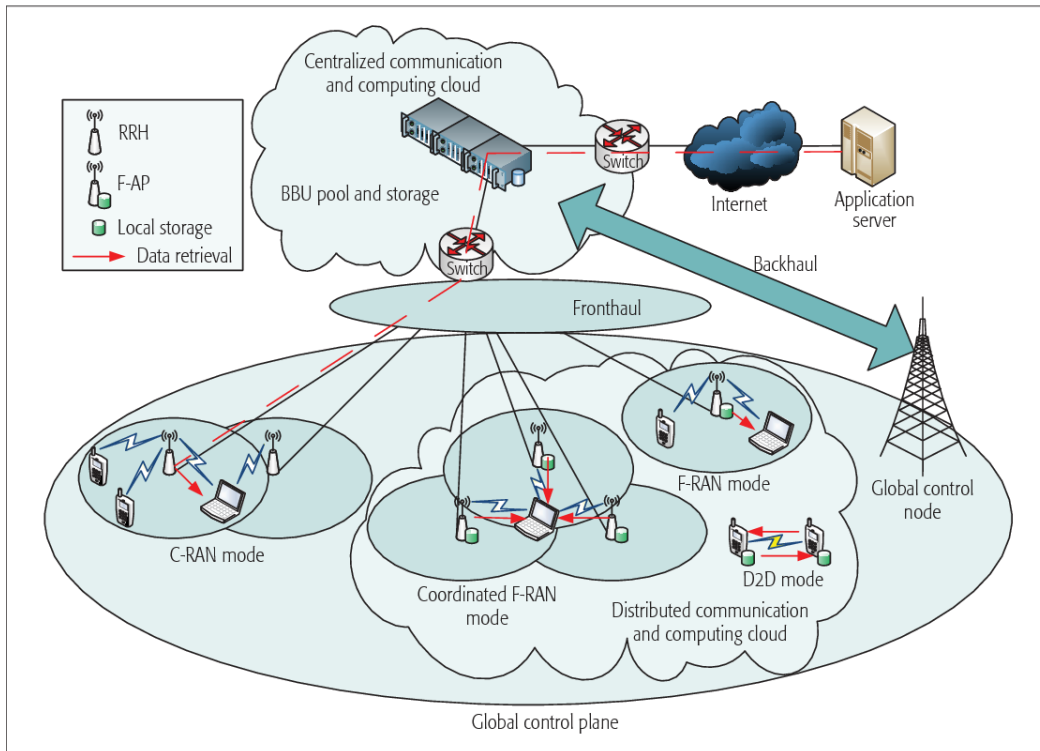 Centralized communication
and computing cloud
RRH
F-AP
Local storage
Data retrieval
BBU pool and storage
Switch
Internet
Application
server
Switch
Backhaul
Fronthaul
F-RAN mode
Global control
node
C-RAN mode
Coordinated F-RAN
mode
D2D mode
Distributed communication
and computing cloud
Global control plane